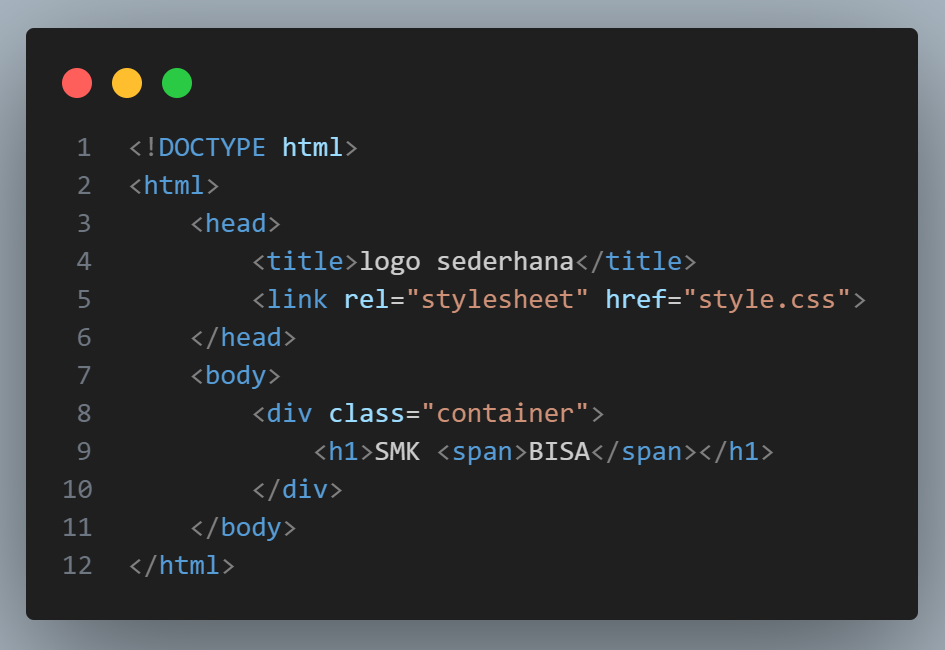 1 <!DOCTYPE html>
2 <html>
3     <head>
4         <title>logo sederhana</title>
5         <link rel="stylesheet" href="style.css">
6     </head>
7     <body>
8         <div class="container">
9             <h1>SMK <span>BISA</span></h1>
10         </div>
11     </body>
12 </html>